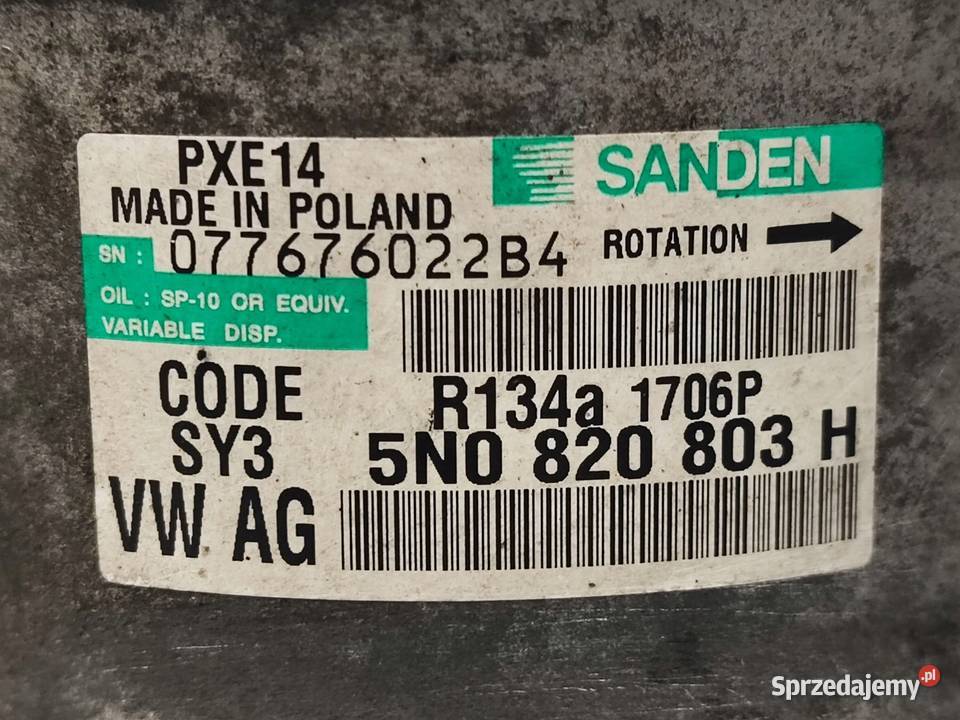 PXE14
SANDEN
MADE IN POLAND
SN : 077676022B4
ROTATION
OIL : SP-10 OR EQUIV.
VARIABLE DISP.
CODE
R134a 1706P
SY3
5N0 820 803 H
VW AG
Sprzedajemy.pl